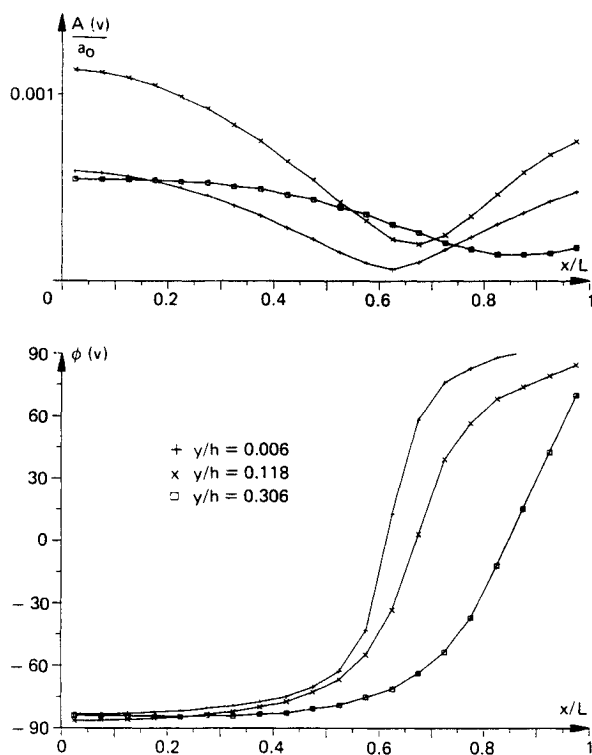 A (v)
a₀
0.001
x/L
0 0.2 0.4 0.6 0.8 1
90
ϕ (v)
60
30
0
− 30
− 60
− 90
+ y/h = 0.006
× y/h = 0.118
□ y/h = 0.306
x/L
0 0.2 0.4 0.6 0.8 1